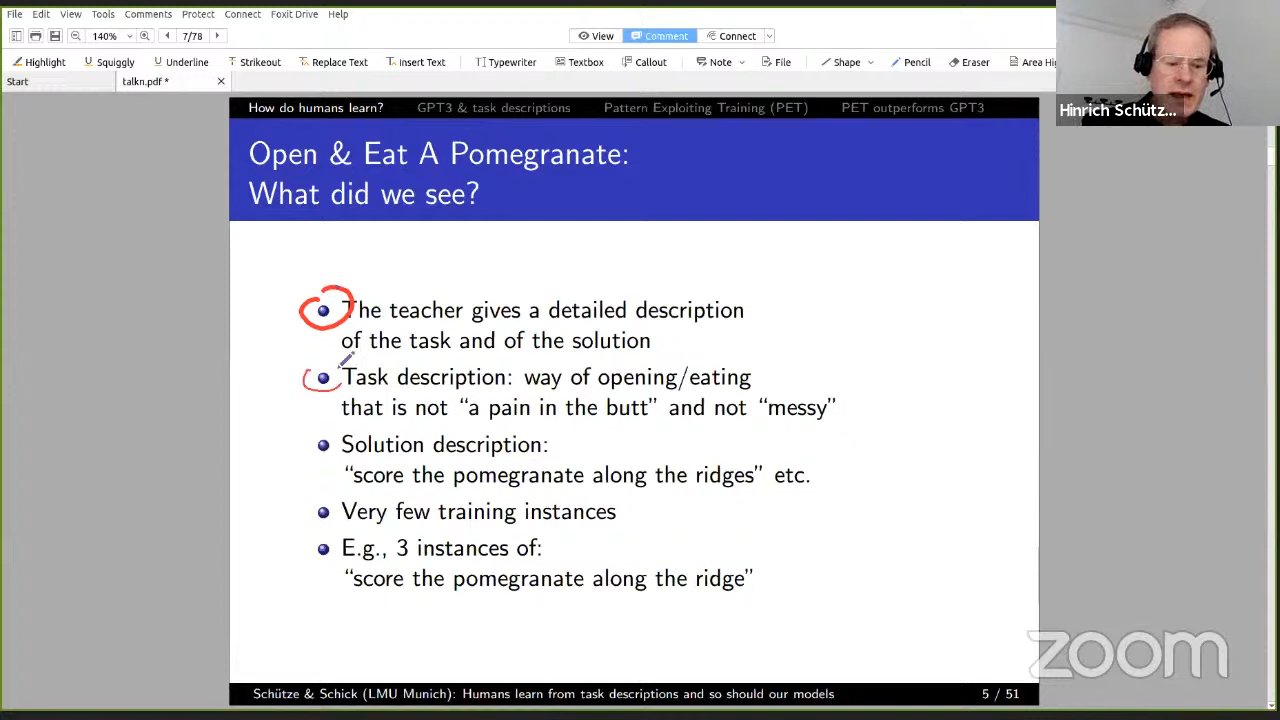 File Edit View Tools Comments Protect Connect Foxit Drive Help
140% 7/78 View Comment Connect
Highlight Squiggly Underline Strikeout Replace Text Insert Text Typewriter Textbox Callout Note File Shape Pencil Eraser Area Hi
Start talkn.pdf *
Hinrich Schütz...
How do humans learn? GPT3 & task descriptions Pattern Exploiting Training (PET) PET outperforms GPT3
Open & Eat A Pomegranate:
What did we see?
The teacher gives a detailed description
of the task and of the solution
Task description: way of opening/eating
that is not “a pain in the butt” and not “messy”
Solution description:
“score the pomegranate along the ridges” etc.
Very few training instances
E.g., 3 instances of:
“score the pomegranate along the ridge”
zoom
Schütze & Schick (LMU Munich): Humans learn from task descriptions and so should our models 5 / 51